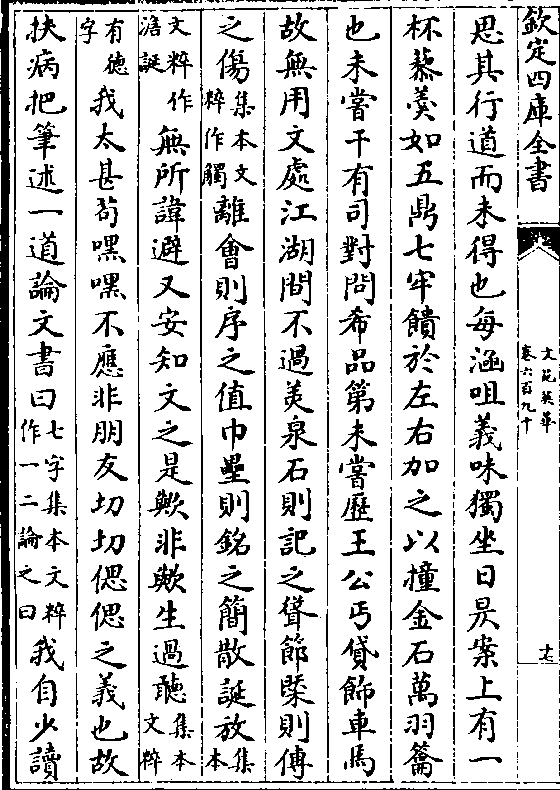 欽定四庫全書
文苑英華
卷六百九十
十七
思其行道而未得也每涵咀義味獨坐日昃案上有一
杯藜羹如五鼎七牢饋於左右加之以撞金石萬羽籥
也未嘗干有司對問希品第未嘗歷王公丐貸飾車馬
故無用文處江湖間不過美泉石則記之聳節槩則傳
之傷集本文粹作觸離會則序之值巾罍則銘之簡散誕放集本
文粹作澹誕無所諱避又安知文之是歟非歟生過聽集本文粹
有德字我太甚苟嘿嘿不應非朋友切切偲偲之義也故
扶病把筆述一道論文書曰七字集本文粹作一二論之曰我自少讀